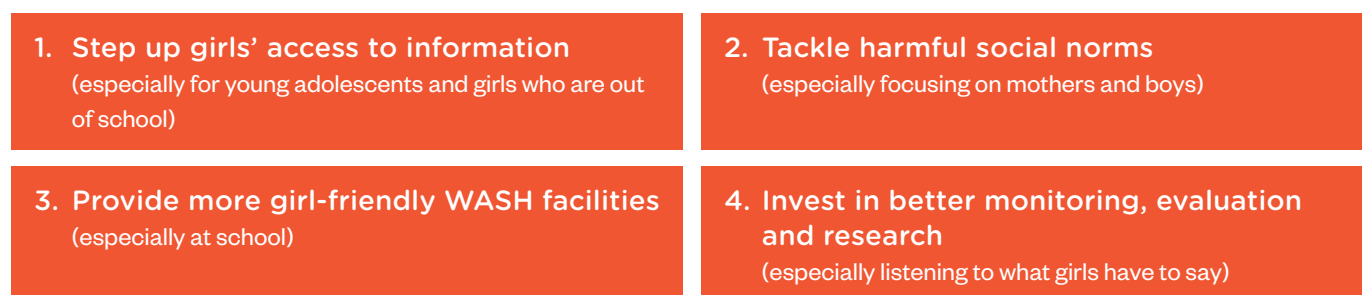 1. Step up girls’ access to information
(especially for young adolescents and girls who are out
of school)
2. Tackle harmful social norms
(especially focusing on mothers and boys)
3. Provide more girl-friendly WASH facilities
(especially at school)
4. Invest in better monitoring, evaluation
and research
(especially listening to what girls have to say)